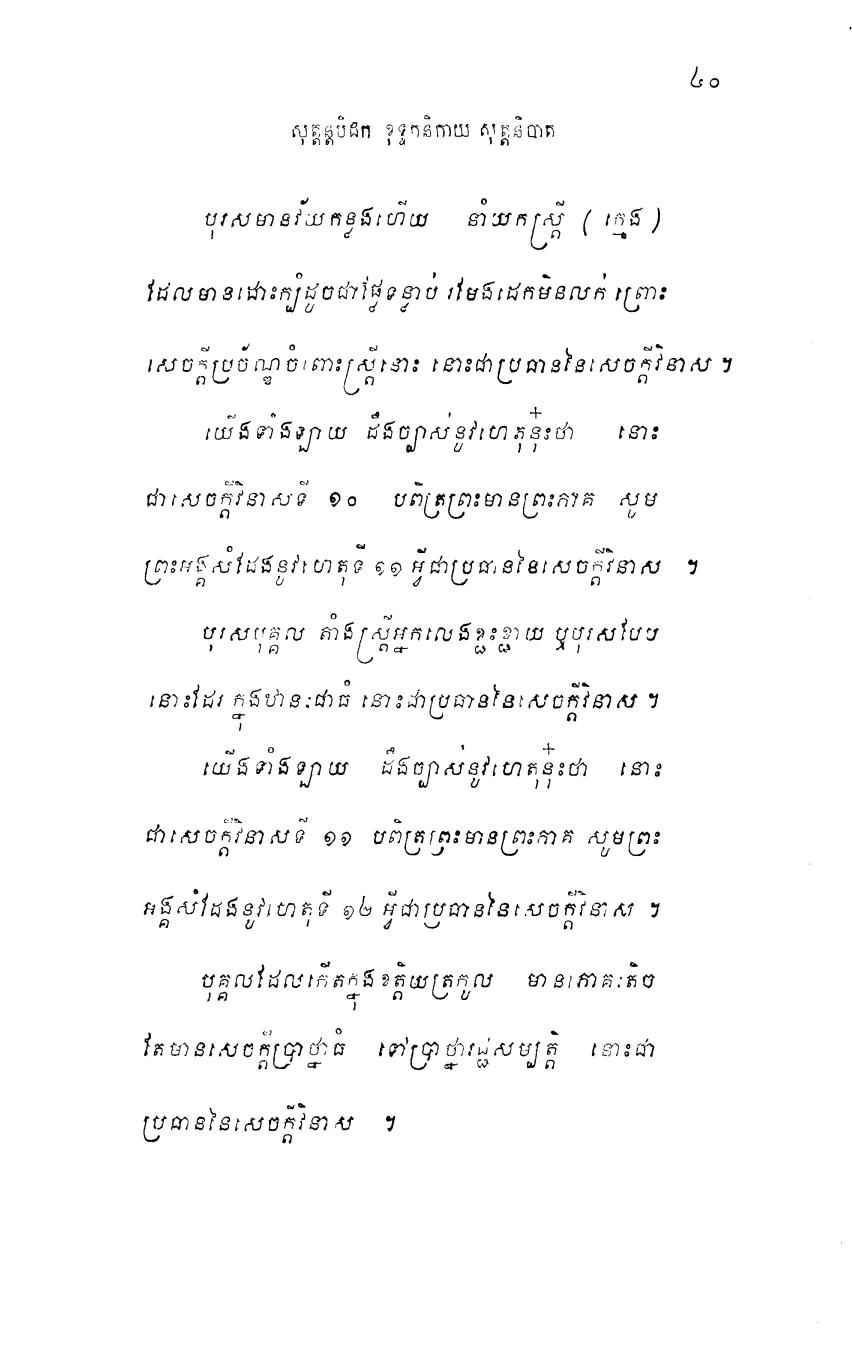 ៤០
សុត្តន្តបិដក ខុទ្ទកនិកាយ សុត្តនិបាត
បុរសមានវ័យកន្លងហើយ នាំយកស្ត្រី ( ក្មេង )
ដែលមានដោះក្បំដូចជាផ្លែទន្លាប់ រមែងដេកមិនលក់ ព្រោះ
សេចក្តីប្រច័ណ្ឌចំពោះស្ត្រីនោះ នោះជាប្រធាននៃសេចក្តីវិនាស ។
យើងទាំងឡាយ ដឹងច្បាស់នូវហេតុនុ៎ះថា នោះ
ជាសេចក្តីវិនាសទី ១០ បពិត្រព្រះមានព្រះភាគ សូម
ព្រះអង្គសំដែងនូវហេតុទី ១១ អ្វីជាប្រធាននៃសេចក្តីវិនាស ។
បុរសបុគ្គល តាំងស្ត្រីអ្នកលេងខ្ជះខ្ជាយ ឬបុរសបែប
នោះដែរ ក្នុងឋានៈជាធំ នោះជាប្រធាននៃសេចក្តីវិនាស ។
យើងទាំងឡាយ ដឹងច្បាស់នូវហេតុនុ៎ះថា នោះ
ជាសេចក្តីវិនាសទី ១១ បពិត្រព្រះមានព្រះភាគ សូមព្រះ
អង្គសំដែងនូវហេតុទី ១២ អ្វីជាប្រធាននៃសេចក្តីវិនាស ។
បុគ្គលដែលកើតក្នុងខត្តិយត្រកូល មានភោគៈតិច
តែមានសេចក្តីប្រាថ្នាធំ ទៅប្រាថ្នារជ្ជសម្បត្តិ នោះជា
ប្រធាននៃសេចក្តីវិនាស ។